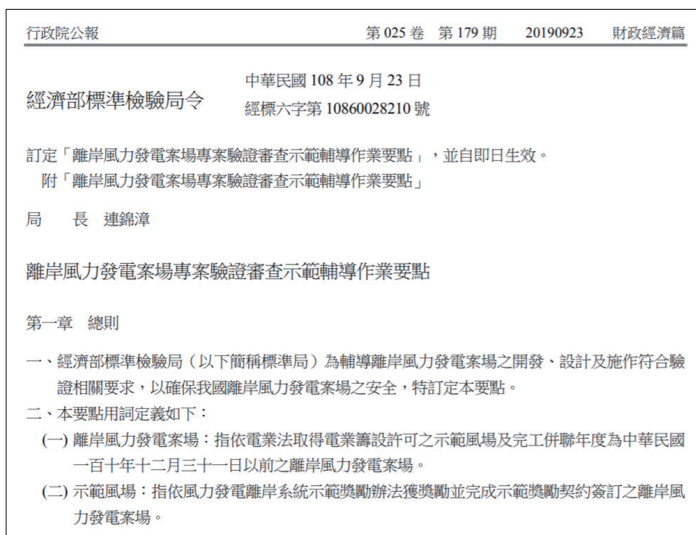 行政院公報 第 025 卷 第 179 期 20190923 財政經濟篇
經濟部標準檢驗局令
中華民國 108 年 9 月 23 日
經標六字第 10860028210 號
訂定「離岸風力發電案場專案驗證審查示範輔導作業要點」，並自即日生效。
附「離岸風力發電案場專案驗證審查示範輔導作業要點」
局　　長　連錦漳
離岸風力發電案場專案驗證審查示範輔導作業要點
第一章　總則
一、經濟部標準檢驗局（以下簡稱標準局）為輔導離岸風力發電案場之開發、設計及施作符合驗
證相關要求，以確保我國離岸風力發電案場之安全，特訂定本要點。
二、本要點用詞定義如下：
(一) 離岸風力發電案場：指依電業法取得電業籌設許可之示範風場及完工併聯年度為中華民國
一百十年十二月三十一日以前之離岸風力發電案場。
(二) 示範風場：指依風力發電離岸系統示範獎勵辦法獲獎勵並完成示範獎勵契約簽訂之離岸風
力發電案場。